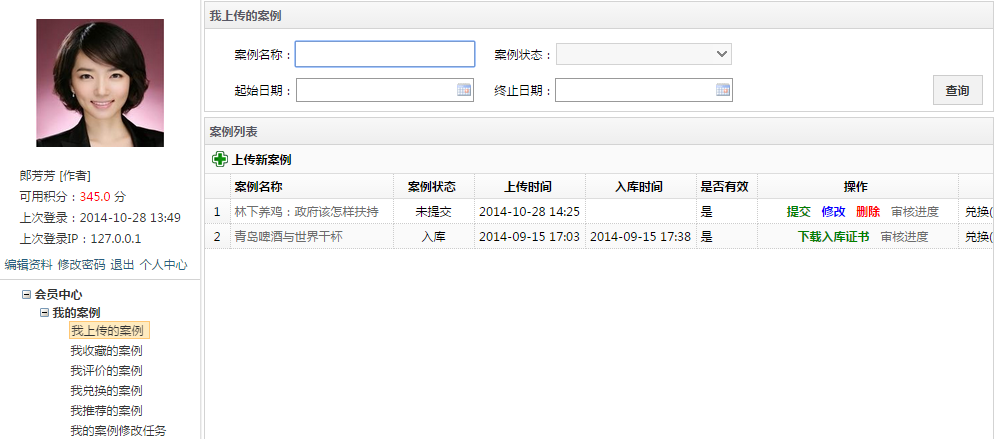 郎芳芳 [作者]
可用积分：345.0 分
上次登录：2014-10-28 13:49
上次登录IP：127.0.0.1
编辑资料 修改密码 退出 个人中心
会员中心
我的案例
我上传的案例
我收藏的案例
我评价的案例
我兑换的案例
我推荐的案例
我的案例修改任务
我上传的案例
案例名称： 案例状态：
起始日期： 终止日期： 查询
案例列表
上传新案例
案例名称 案例状态 上传时间 入库时间 是否有效 操作
1 林下养鸡：政府该怎样扶持 未提交 2014-10-28 14:25 是 提交 修改 删除 审核进度 兑换(
2 青岛啤酒与世界干杯 入库 2014-09-15 17:03 2014-09-15 17:38 是 下载入库证书 审核进度 兑换(